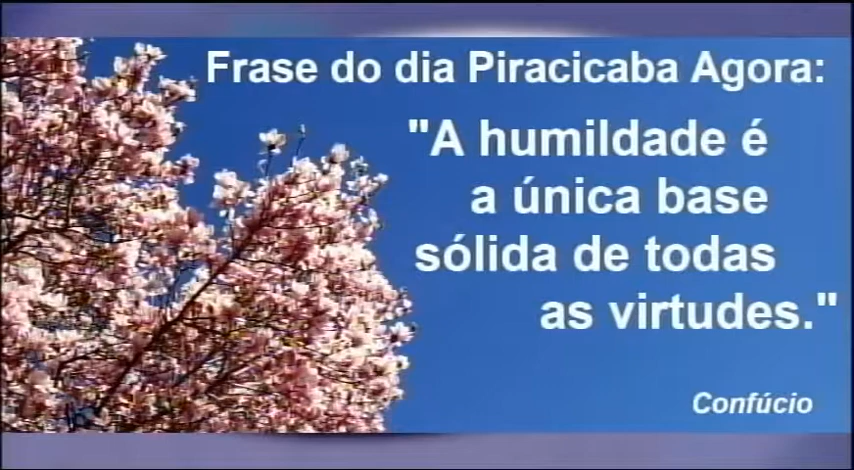 Frase do dia Piracicaba Agora:
"A humildade é
a única base
sólida de todas
as virtudes."
Confúcio